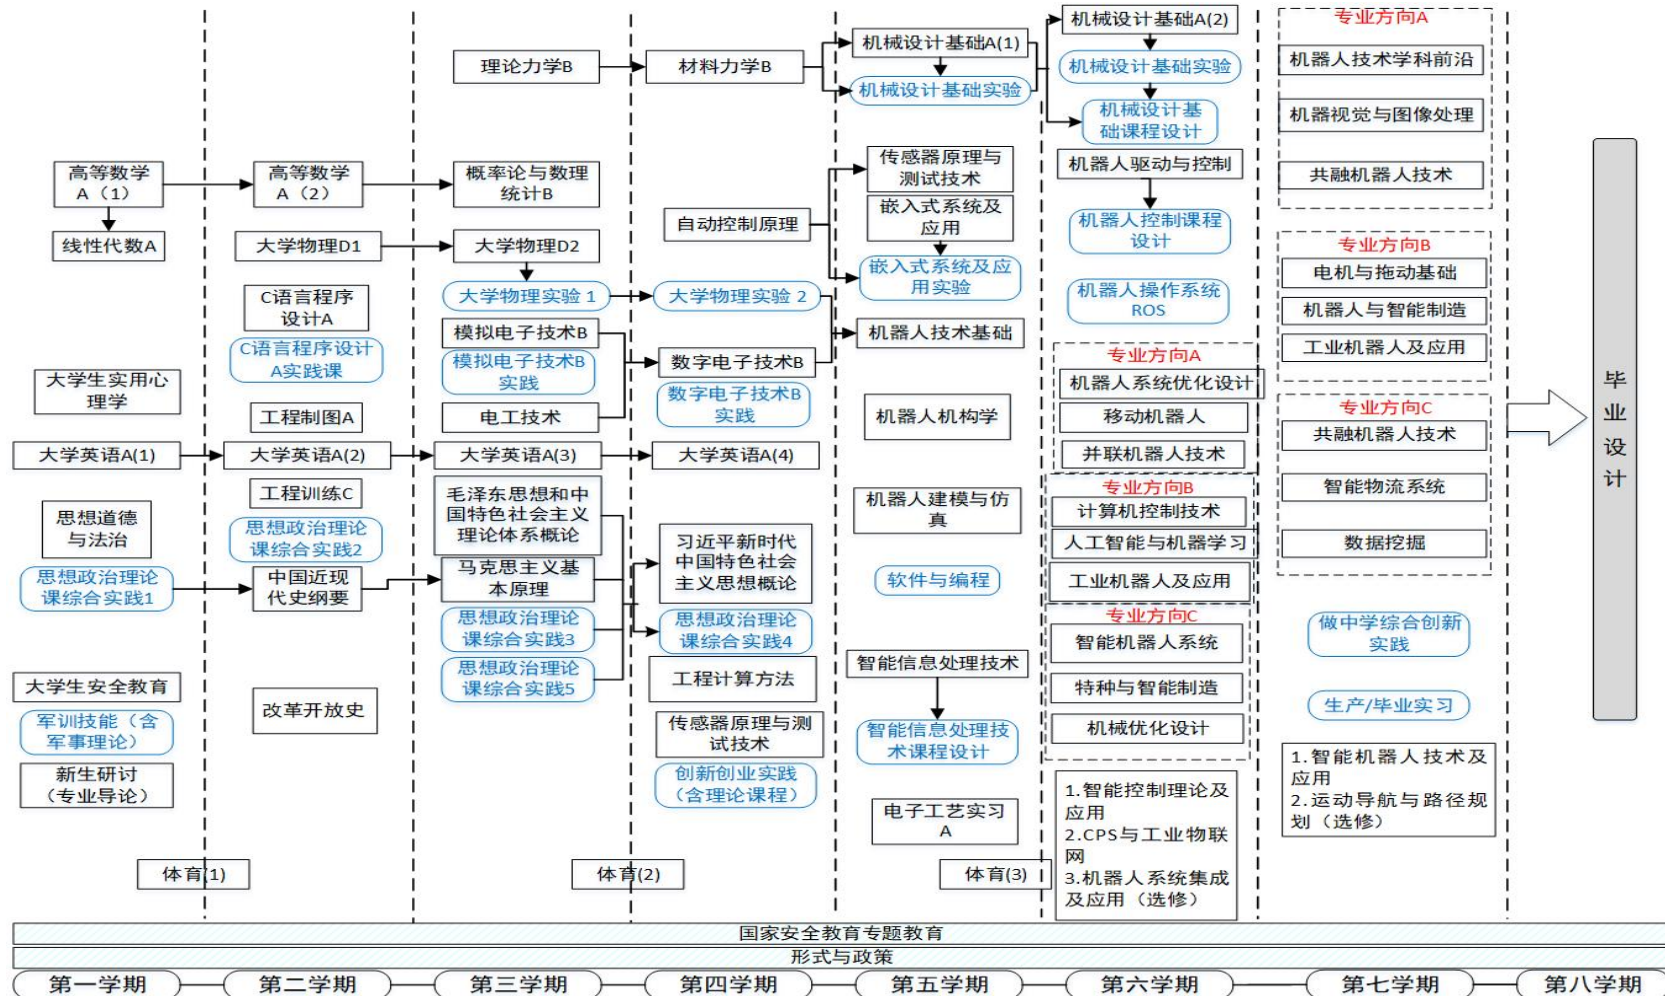 高等数学
A（1）
线性代数A
大学生实用心
理学
大学英语A(1)
思想道德
与法治
思想政治理论
课综合实践1
大学生安全教育
军训技能（含
军事理论）
新生研讨
（专业导论）
体育(1)
高等数学
A（2）
大学物理D1
C语言程序
设计A
C语言程序设计
A实践课
工程制图A
大学英语A(2)
工程训练C
思想政治理论
课综合实践2
中国近现
代史纲要
改革开放史
理论力学B
概率论与数理
统计B
大学物理D2
大学物理实验 1
模拟电子技术B
模拟电子技术B
实践
电工技术
大学英语A(3)
毛泽东思想和中
国特色社会主义
理论体系概论
马克思主义基
本原理
思想政治理论
课综合实践3
思想政治理论
课综合实践5
体育(2)
材料力学B
自动控制原理
大学物理实验 2
数字电子技术B
数字电子技术B
实践
大学英语A(4)
习近平新时代
中国特色社会
主义思想概论
思想政治理论
课综合实践4
工程计算方法
传感器原理与测
试技术
创新创业实践
（含理论课程）
机械设计基础A(1)
机械设计基础实验
传感器原理与
测试技术
嵌入式系统及
应用
嵌入式系统及应
用实验
机器人技术基础
机器人机构学
机器人建模与仿
真
软件与编程
智能信息处理技术
智能信息处理技
术课程设计
电子工艺实习
A
体育(3)
机械设计基础A(2)
机械设计基础实验
机械设计基
础课程设计
机器人驱动与控制
机器人控制课程
设计
机器人操作系统
ROS
专业方向A
机器人系统优化设计
移动机器人
并联机器人技术
专业方向B
计算机控制技术
人工智能与机器学习
工业机器人及应用
专业方向C
智能机器人系统
特种与智能制造
机械优化设计
1.智能控制理论及
应用
2.CPS与工业物联
网
3.机器人系统集成
及应用（选修）
专业方向A
机器人技术学科前沿
机器视觉与图像处理
共融机器人技术
专业方向B
电机与拖动基础
机器人与智能制造
工业机器人及应用
专业方向C
共融机器人技术
智能物流系统
数据挖掘
做中学综合创新
实践
生产/毕业实习
1.智能机器人技术及
应用
2.运动导航与路径规
划（选修）
毕
业
设
计
国家安全教育专题教育
形式与政策
第一学期 第二学期 第三学期 第四学期 第五学期 第六学期 第七学期 第八学期